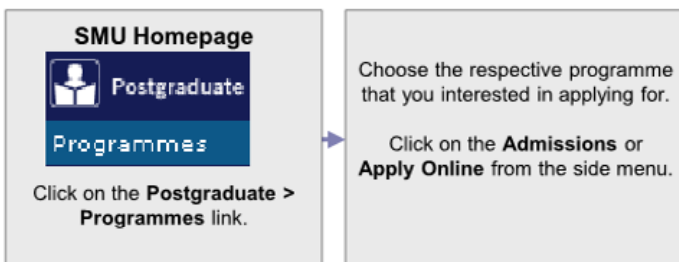 SMU Homepage
Postgraduate
Programmes
Click on the Postgraduate >
Programmes link.
Choose the respective programme
that you interested in applying for.
Click on the Admissions or
Apply Online from the side menu.